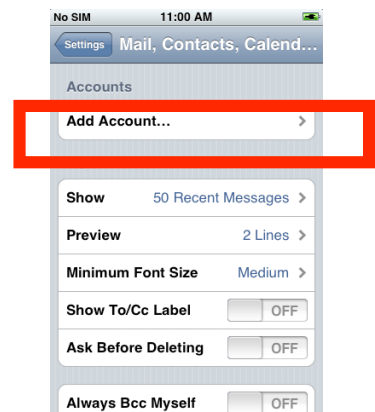 No SIM 11:00 AM
Settings Mail, Contacts, Calend...
Accounts
Add Account...
Show 50 Recent Messages
Preview 2 Lines
Minimum Font Size Medium
Show To/Cc Label OFF
Ask Before Deleting OFF
Always Bcc Myself OFF